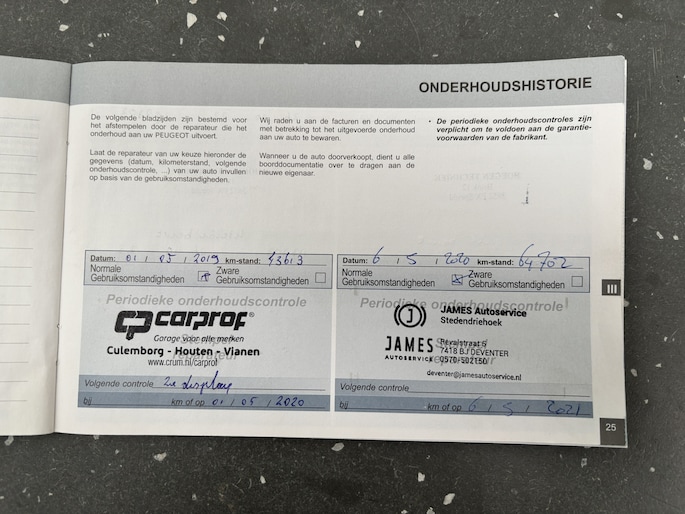 ONDERHOUDSHISTORIE
De volgende bladzijden zijn bestemd voor
het afstempelen door de reparateur die het
onderhoud aan uw PEUGEOT uitvoert.
Laat de reparateur van uw keuze hieronder de
gegevens (datum, kilometerstand, volgende
onderhoudscontrole, ...) van uw auto invullen
op basis van de gebruiksomstandigheden.
Wij raden u aan de facturen en documenten
met betrekking tot het uitgevoerde onderhoud
aan uw auto te bewaren.
Wanneer u de auto doorverkoopt, dient u alle
boorddocumentatie over te dragen aan de
nieuwe eigenaar.
• De periodieke onderhoudscontroles zijn
verplicht om te voldoen aan de garantie-
voorwaarden van de fabrikant.
Datum: 01 / 05 / 2019 km-stand: 43613
Normale Zware
Gebruiksomstandigheden Gebruiksomstandigheden
Periodieke onderhoudscontrole
carprof®
Garage voor alle merken
Culemborg - Houten - Vianen
www.crum.nl/carprof
Volgende controle zie display
bij km of op 01 / 05 / 2020
Datum: 6 / 5 / 2020 km-stand: 64702
Normale Zware
Gebruiksomstandigheden Gebruiksomstandigheden
Periodieke onderhoudscontrole
JAMES Autoservice
Stedendriehoek
JAMES
AUTOSERVICE
Rexalstraat 5
7418 BJ DEVENTER
0570-502150
deventer@jamesautoservice.nl
Volgende controle
bij km of op 6 / 5 / 2021
III
25